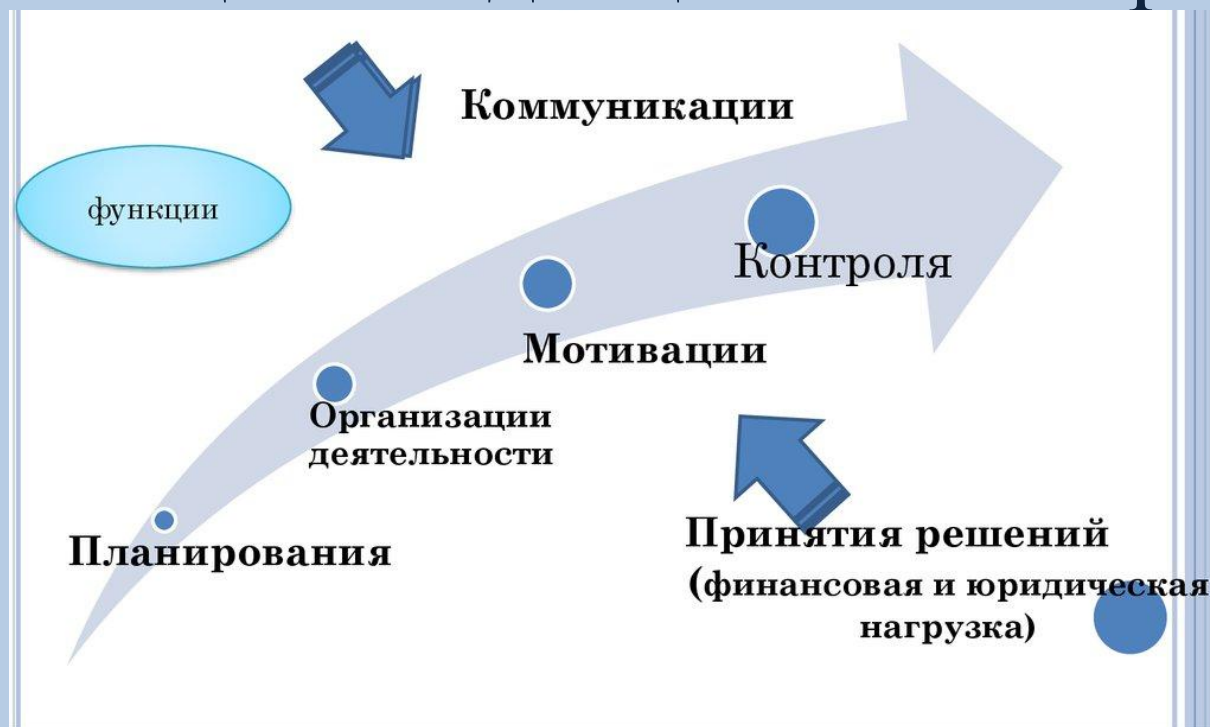 Коммуникации
функции
Контроля
Мотивации
Организации
деятельности
Планирования
Принятия решений
(финансовая и юридическая
нагрузка)